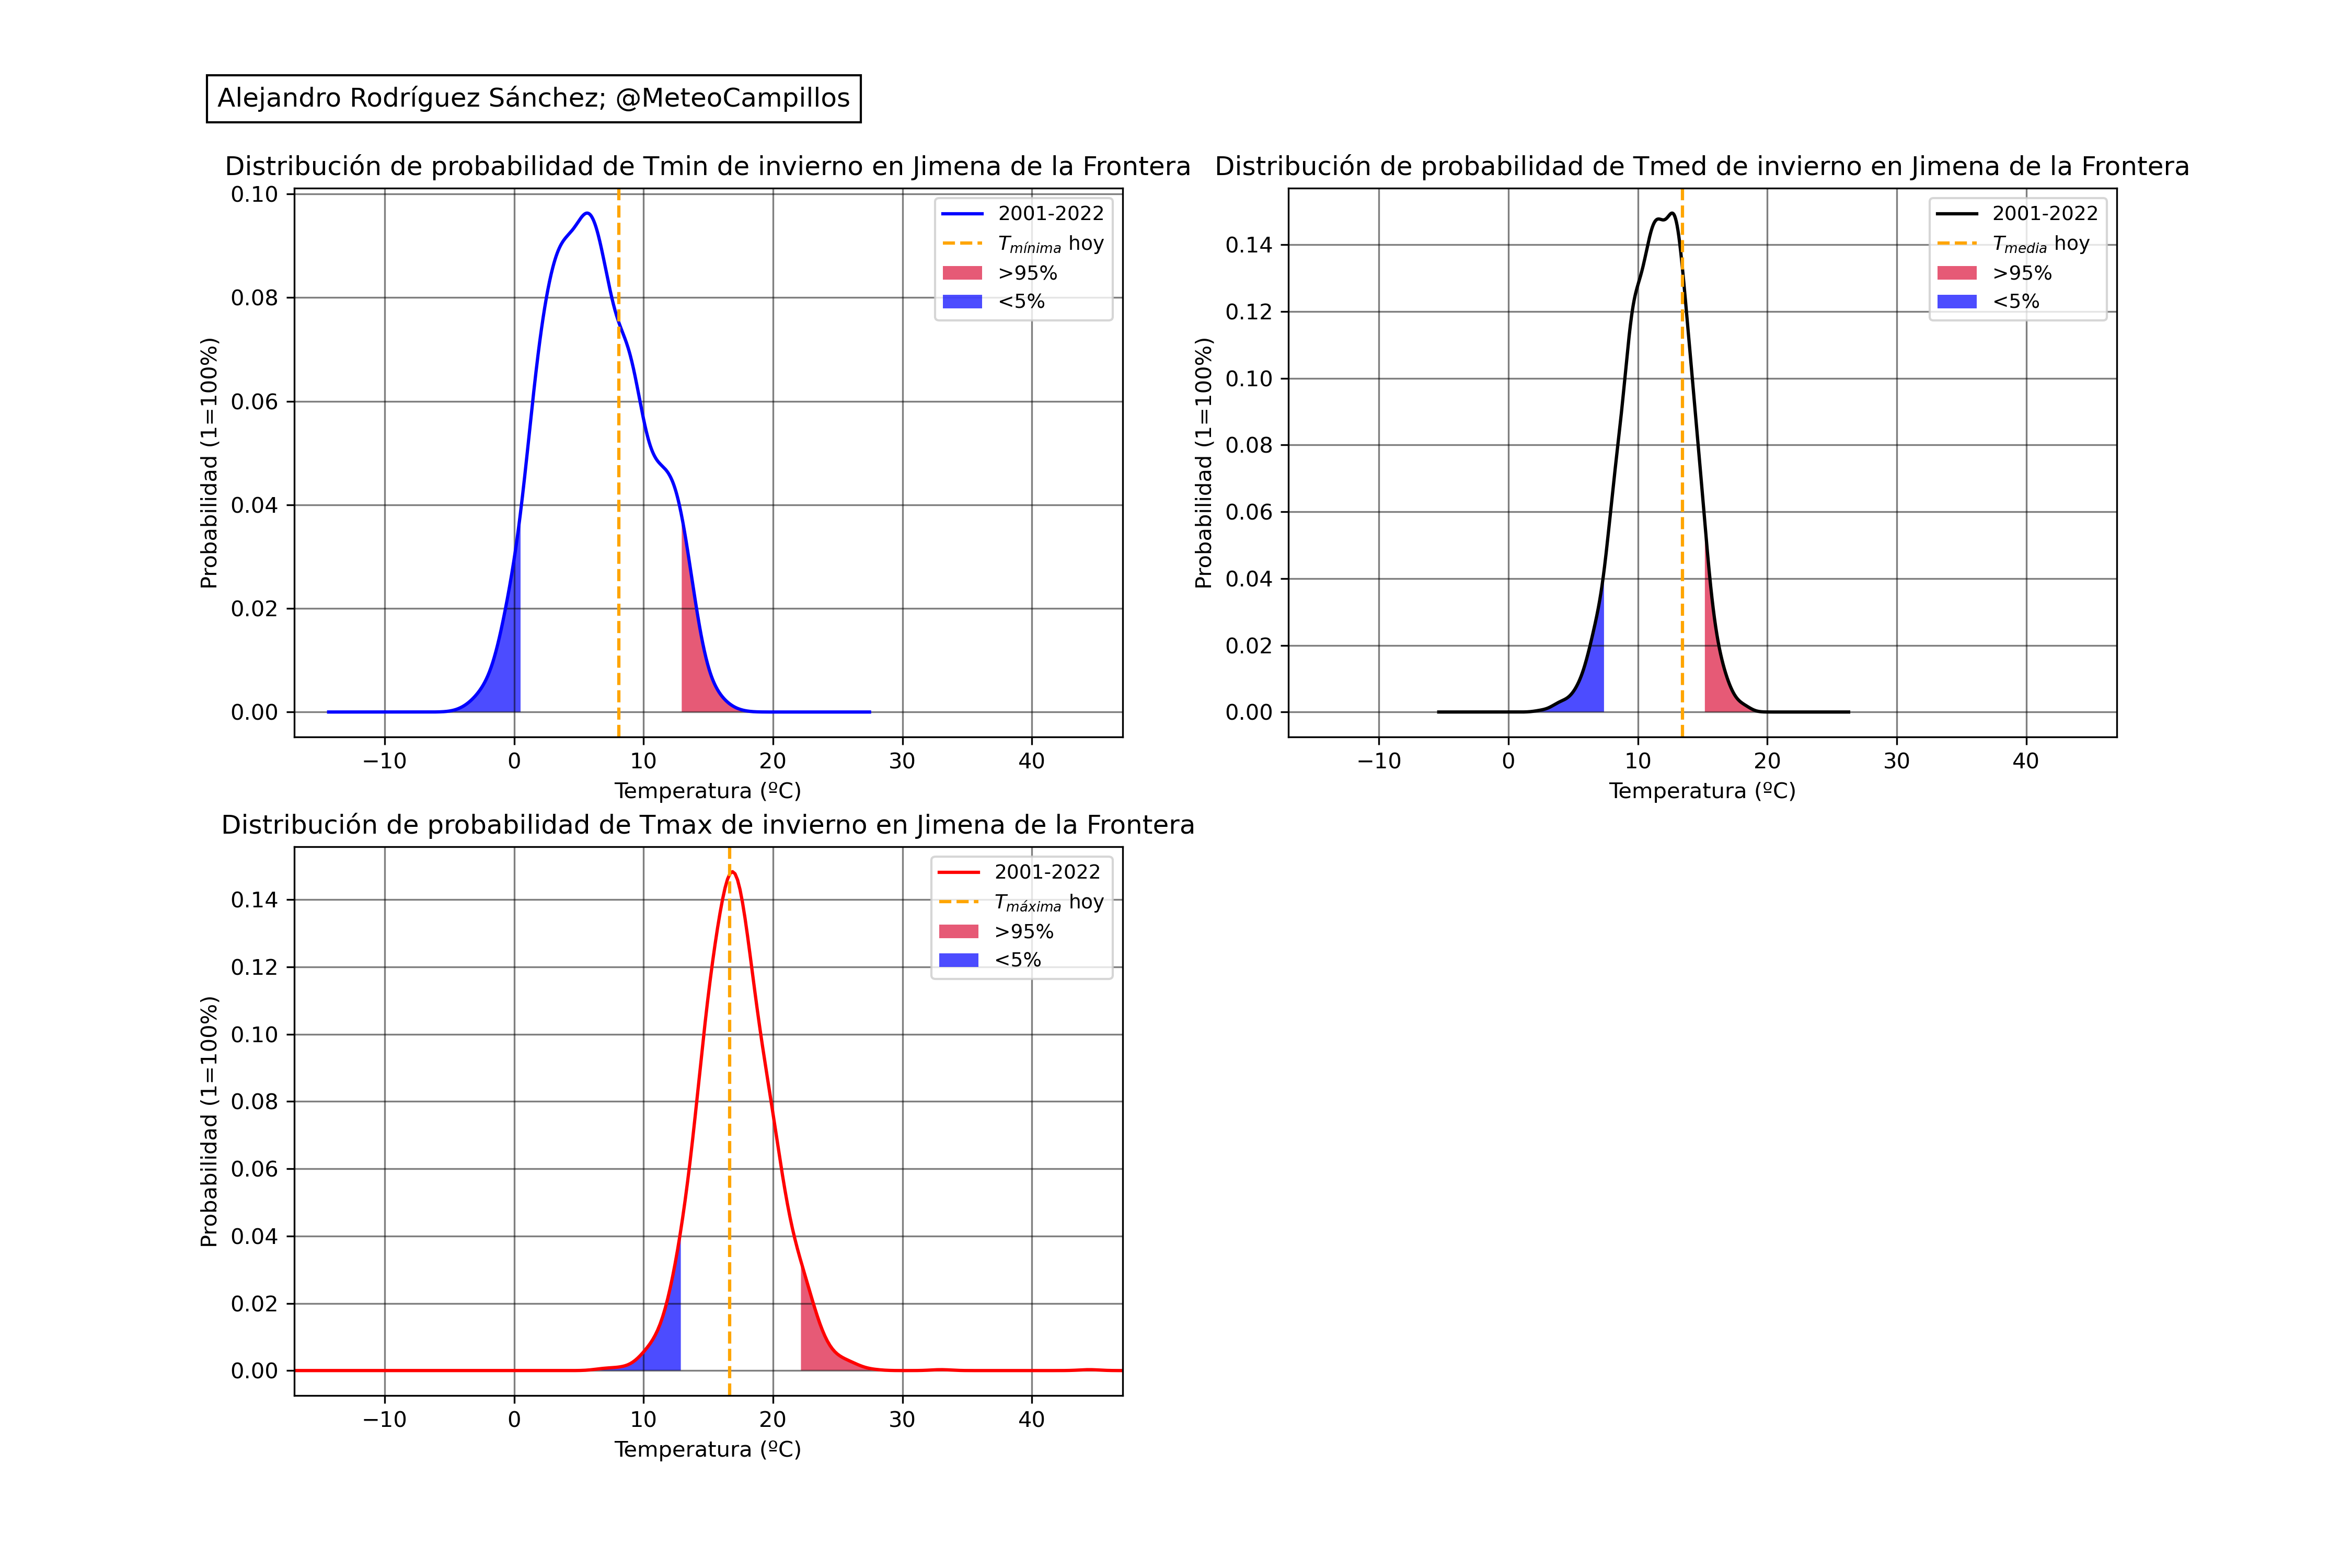 Alejandro Rodríguez Sánchez; @MeteoCampillos
Distribución de probabilidad de Tmin de invierno en Jimena de la Frontera
0.10
0.08
0.06
0.04
0.02
0.00
Probabilidad (1=100%)
2001-2022
Tmínima hoy
>95%
<5%
−10 0 10 20 30 40
Temperatura (ºC)
Distribución de probabilidad de Tmed de invierno en Jimena de la Frontera
0.14
0.12
0.10
0.08
0.06
0.04
0.02
0.00
Probabilidad (1=100%)
2001-2022
Tmedia hoy
>95%
<5%
−10 0 10 20 30 40
Temperatura (ºC)
Distribución de probabilidad de Tmax de invierno en Jimena de la Frontera
0.14
0.12
0.10
0.08
0.06
0.04
0.02
0.00
Probabilidad (1=100%)
2001-2022
Tmáxima hoy
>95%
<5%
−10 0 10 20 30 40
Temperatura (ºC)